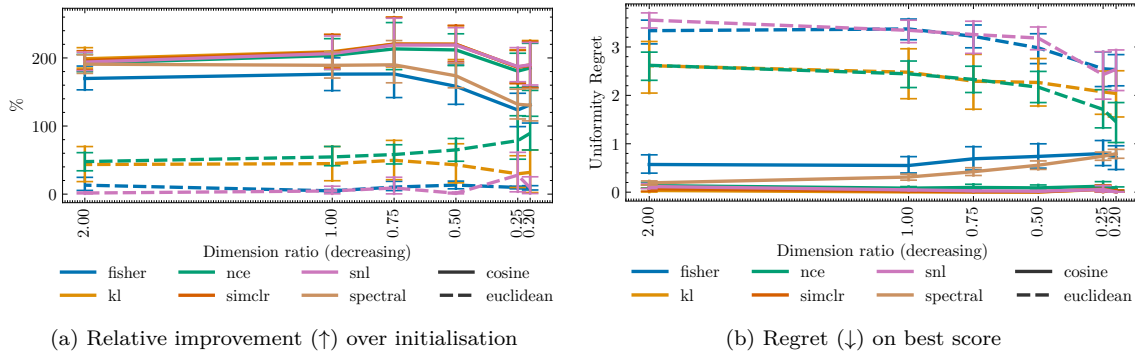 200
100
0
%
2.00
1.00
0.75
0.50
0.25
0.20
Dimension ratio (decreasing)
fisher
nce
snl
cosine
kl
simclr
spectral
euclidean
(a) Relative improvement (↑) over initialisation
3
2
1
0
Uniformity Regret
2.00
1.00
0.75
0.50
0.25
0.20
Dimension ratio (decreasing)
fisher
nce
snl
cosine
kl
simclr
spectral
euclidean
(b) Regret (↓) on best score